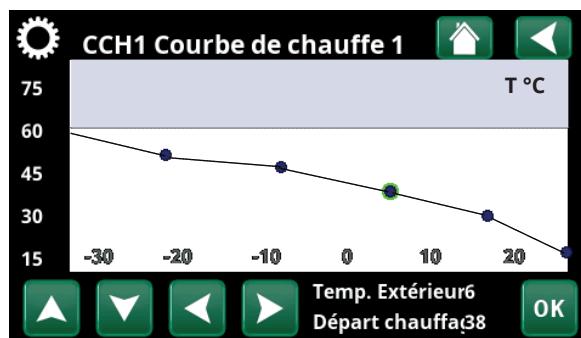 CCH1 Courbe de chauffe 1
T °C
75
60
45
30
15
-30 -20 -10 0 10 20
Temp. Extérieur6
Départ chauffag38
OK